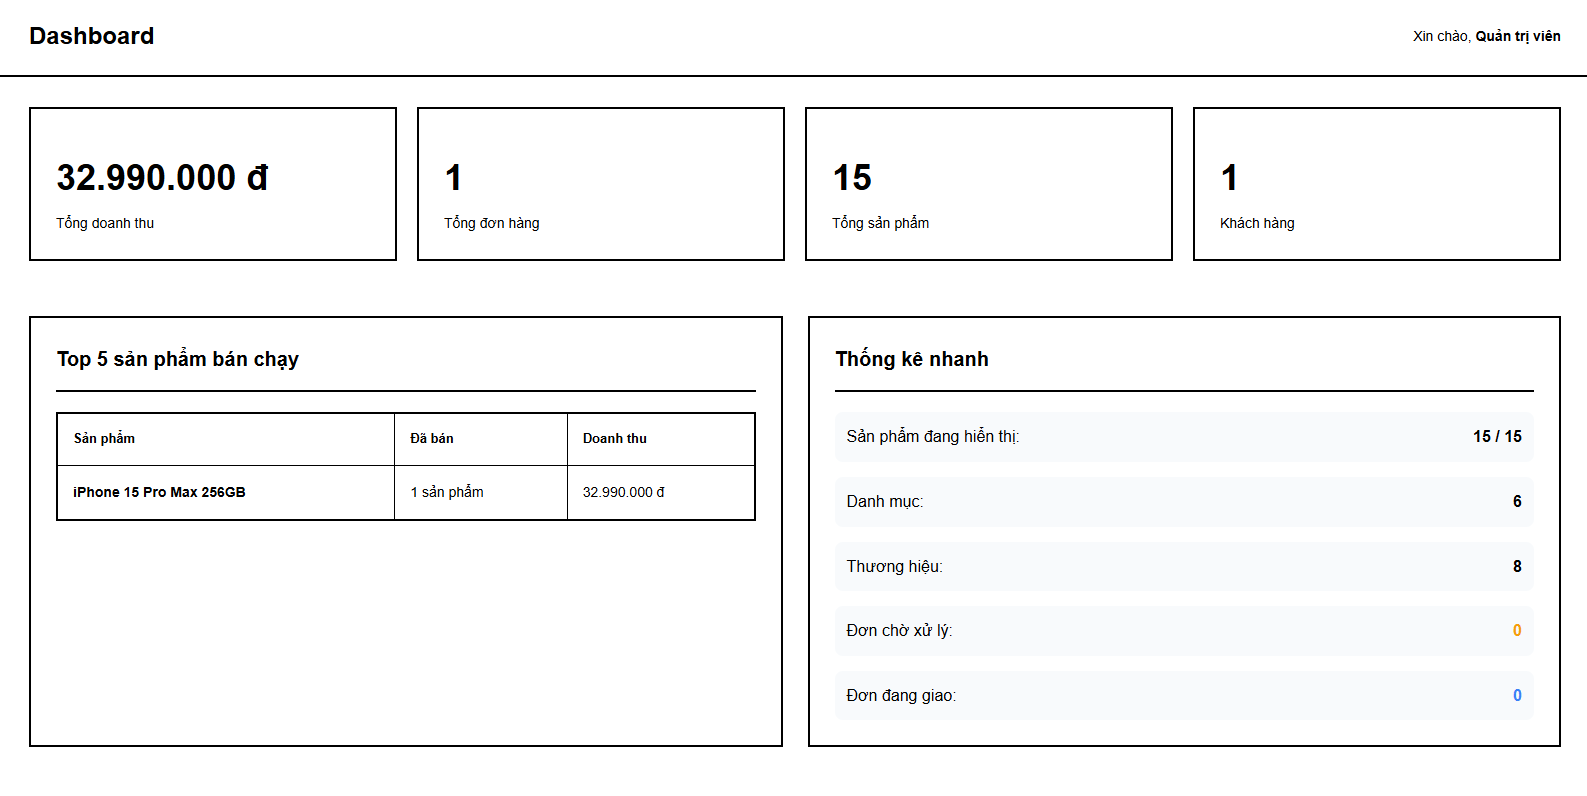 Dashboard
Xin chào, Quản trị viên
32.990.000 đ
Tổng doanh thu
1
Tổng đơn hàng
15
Tổng sản phẩm
1
Khách hàng
Top 5 sản phẩm bán chạy
Sản phẩm Đã bán Doanh thu
iPhone 15 Pro Max 256GB 1 sản phẩm 32.990.000 đ
Thống kê nhanh
Sản phẩm đang hiển thị: 15 / 15
Danh mục: 6
Thương hiệu: 8
Đơn chờ xử lý: 0
Đơn đang giao: 0